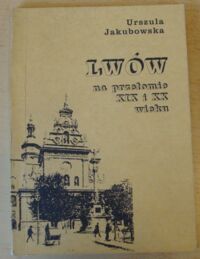 Urszula
Jakubowska
LWÓW
na przełomie
XIX i XX
wieku